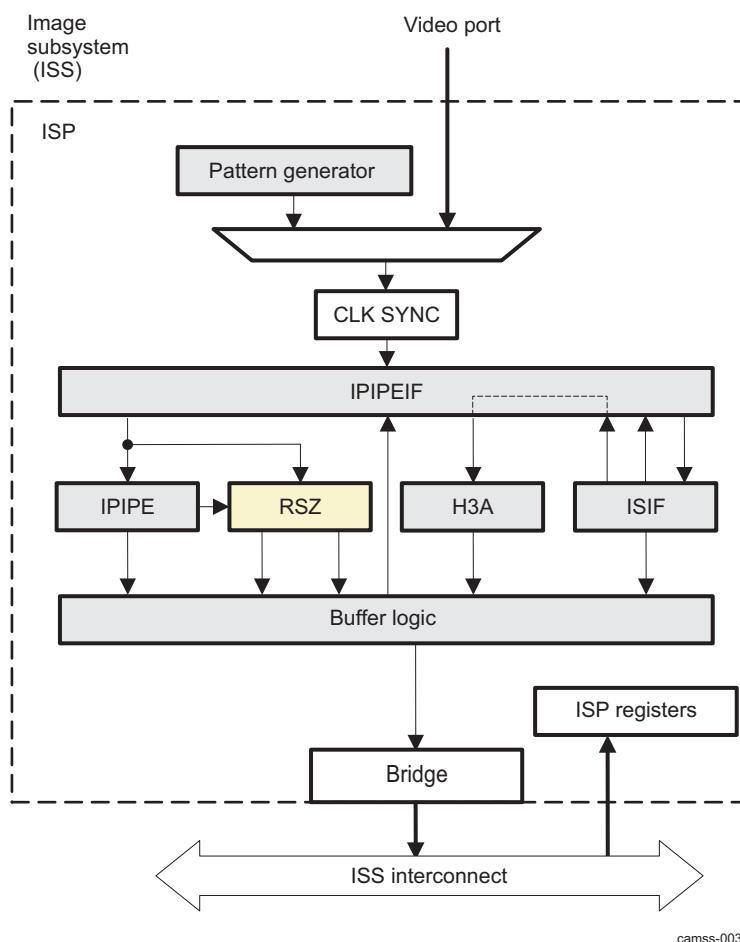 Image
subsystem
(ISS)
Video port
ISP
Pattern generator
CLK SYNC
IPIPEIF
IPIPE
RSZ
H3A
ISIF
Buffer logic
ISP registers
Bridge
ISS interconnect
camss-003